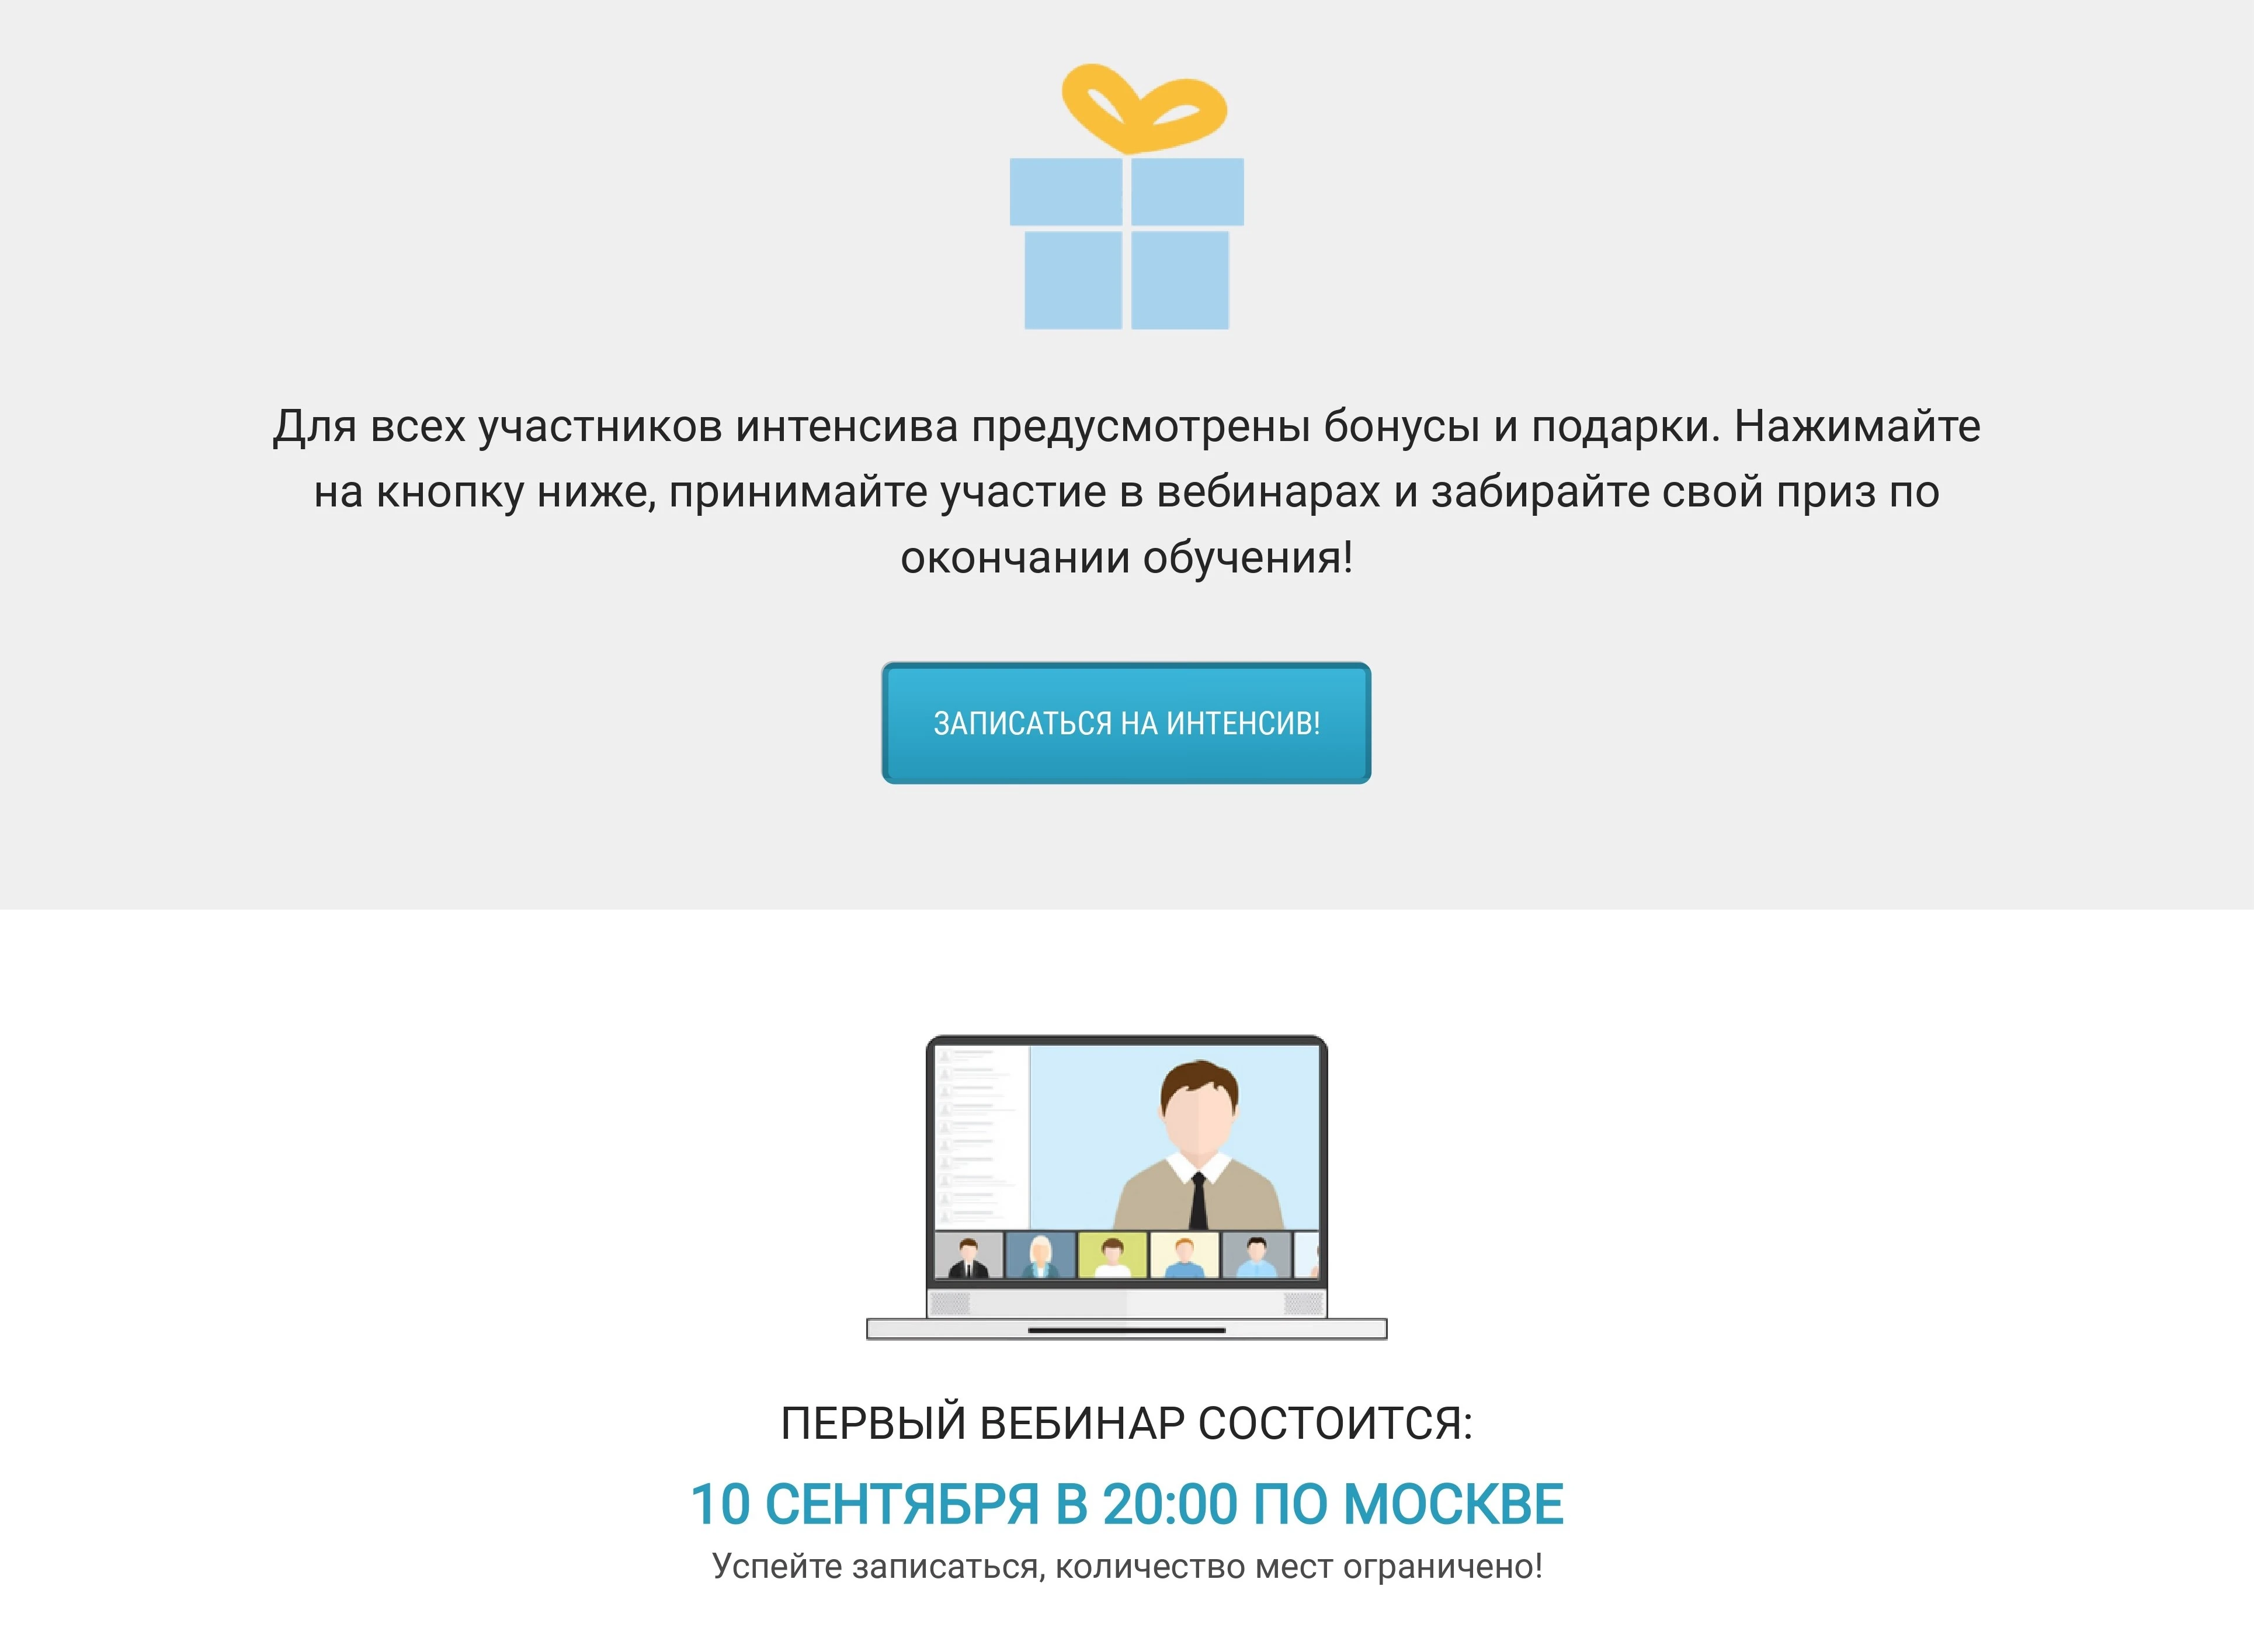 Для всех участников интенсива предусмотрены бонусы и подарки. Нажимайте
на кнопку ниже, принимайте участие в вебинарах и забирайте свой приз по
окончании обучения!
ЗАПИСАТЬСЯ НА ИНТЕНСИВ!
ПЕРВЫЙ ВЕБИНАР СОСТОИТСЯ:
10 СЕНТЯБРЯ В 20:00 ПО МОСКВЕ
Успейте записаться, количество мест ограничено!